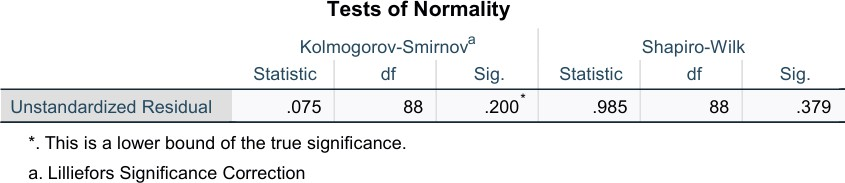 Tests of Normality
Kolmogorov-Smirnov^a Shapiro-Wilk
Statistic df Sig. Statistic df Sig.
Unstandardized Residual .075 88 .200* .985 88 .379
*. This is a lower bound of the true significance.
a. Lilliefors Significance Correction